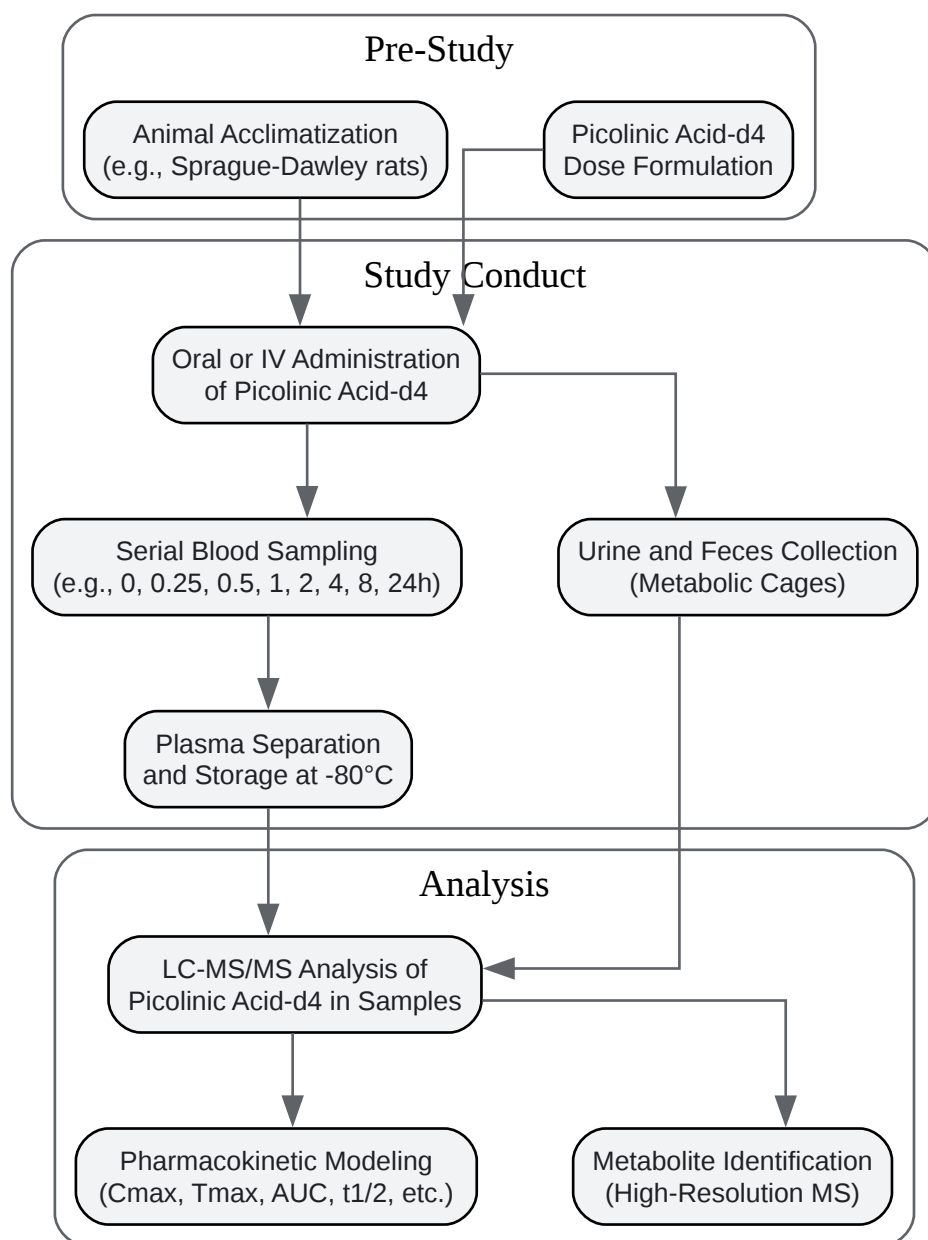 Pre-Study
Animal Acclimatization
(e.g., Sprague-Dawley rats)
Picolinic Acid-d4
Dose Formulation
Study Conduct
Oral or IV Administration
of Picolinic Acid-d4
Serial Blood Sampling
(e.g., 0, 0.25, 0.5, 1, 2, 4, 8, 24h)
Urine and Feces Collection
(Metabolic Cages)
Plasma Separation
and Storage at -80°C
Analysis
LC-MS/MS Analysis of
Picolinic Acid-d4 in Samples
Pharmacokinetic Modeling
(Cmax, Tmax, AUC, t1/2, etc.)
Metabolite Identification
(High-Resolution MS)